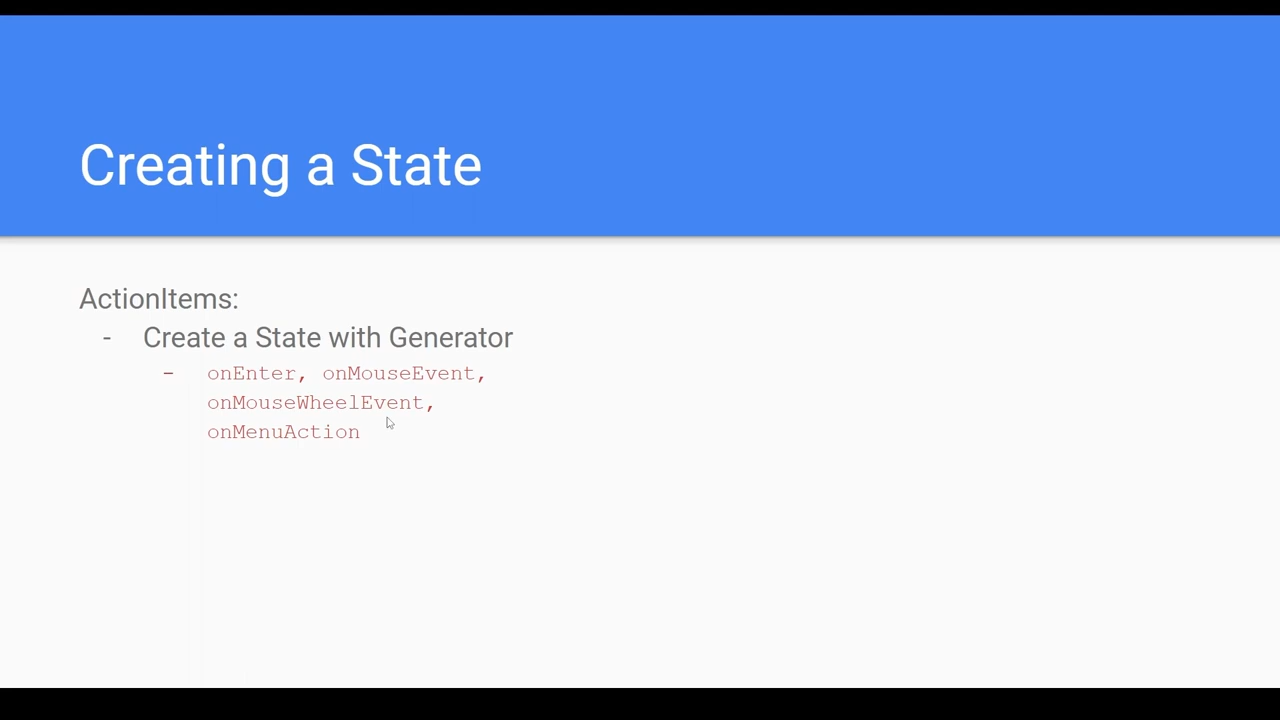 Creating a State
ActionItems:
- Create a State with Generator
- onEnter, onMouseEvent,
onMouseWheelEvent,
onMenuAction